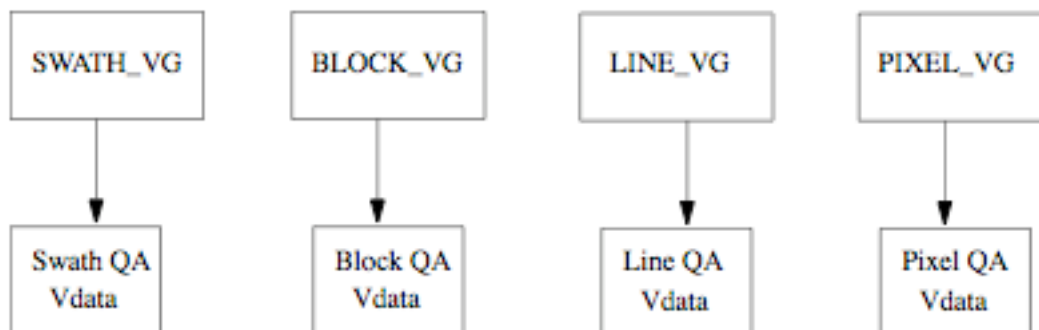 SWATH_VG
BLOCK_VG
LINE_VG
PIXEL_VG
Swath QA
Vdata
Block QA
Vdata
Line QA
Vdata
Pixel QA
Vdata